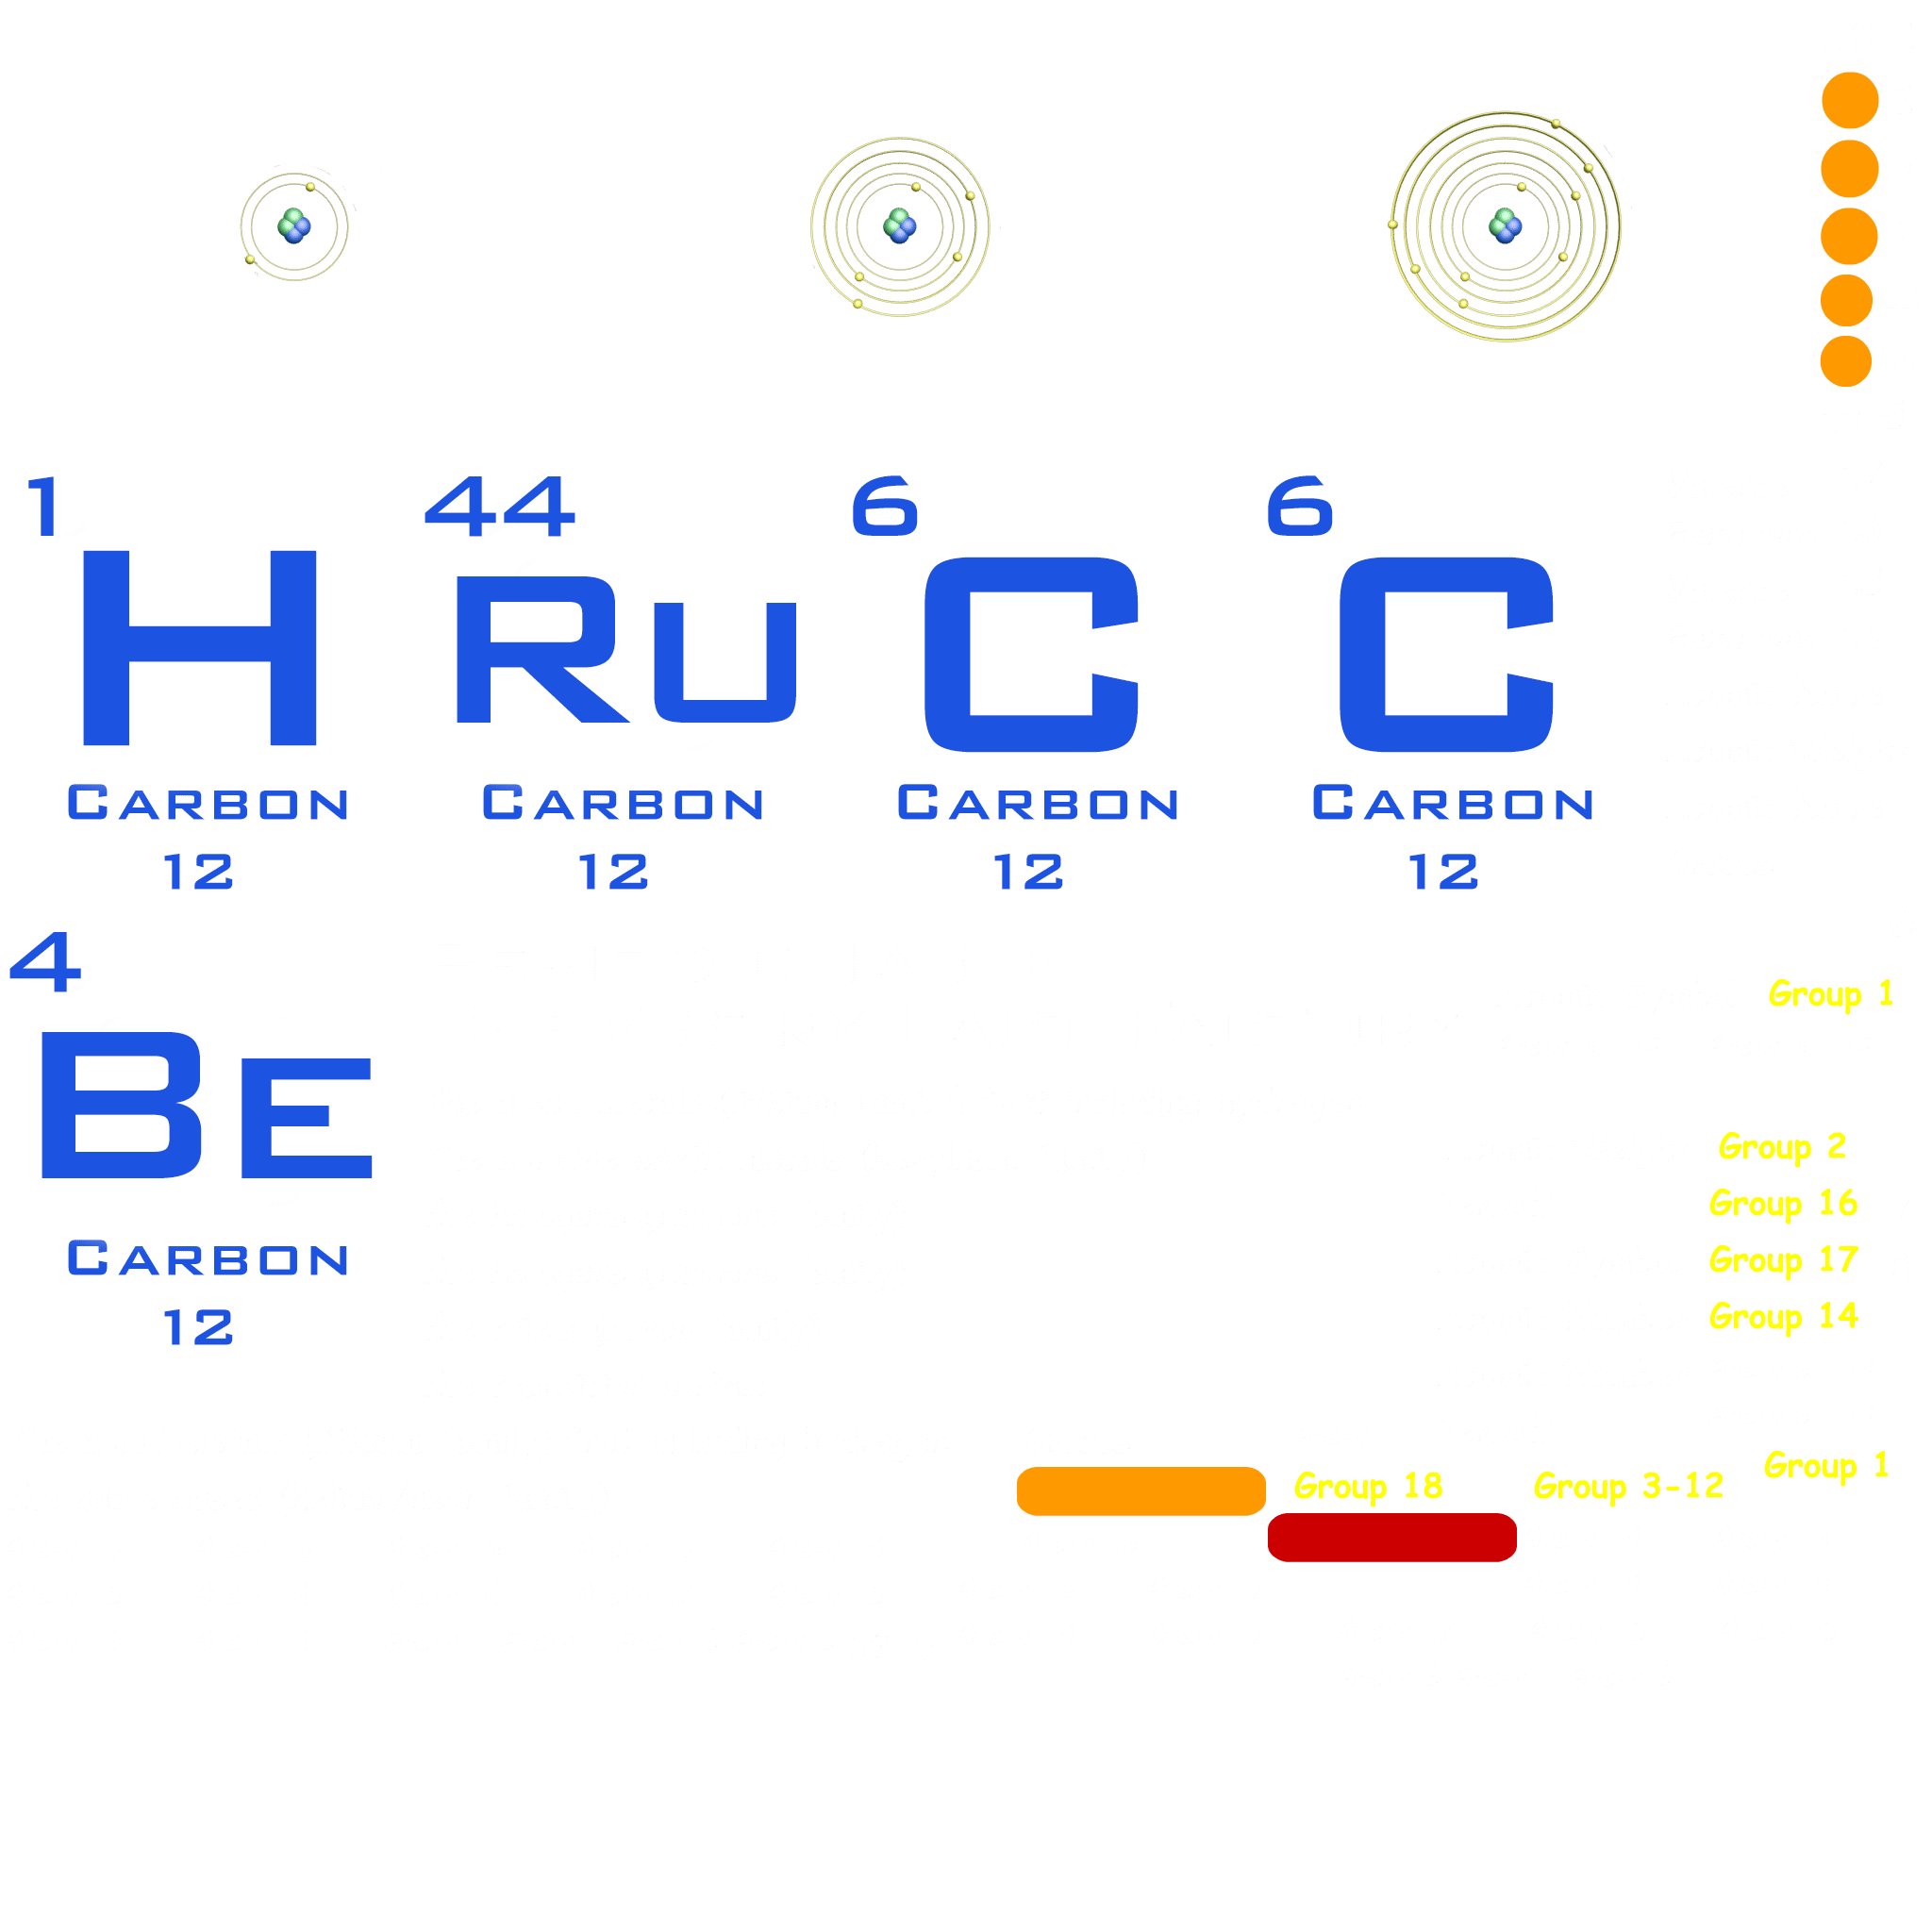 1 44 6 6
H Ru C C
Carbon Carbon Carbon Carbon
12 12 12 12
4
Be
Carbon
12
Group 1
Group 2
Group 16
Group 17
Group 14
Group 18 Group 3-12 Group 1